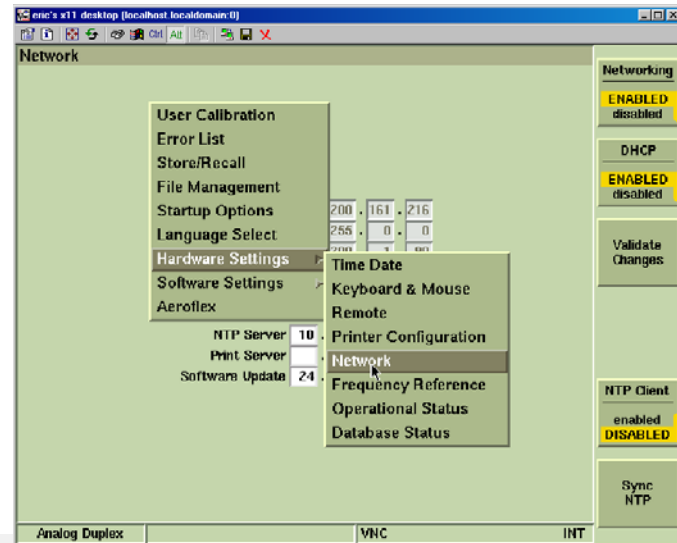 eric's x11 desktop (localhost.localdomain:0)
Ctrl Alt
Network
User Calibration
Error List
Store/Recall
File Management
Startup Options
Language Select
Hardware Settings
Software Settings
Aeroflex
200 . 161 . 216
255 . 0 . 0
NTP Server 10 .
Print Server .
Software Update 24 .
Time Date
Keyboard & Mouse
Remote
Printer Configuration
Network
Frequency Reference
Operational Status
Database Status
Networking
ENABLED
disabled
DHCP
ENABLED
disabled
Validate
Changes
NTP Client
enabled
DISABLED
Sync
NTP
Analog Duplex
VNC
INT